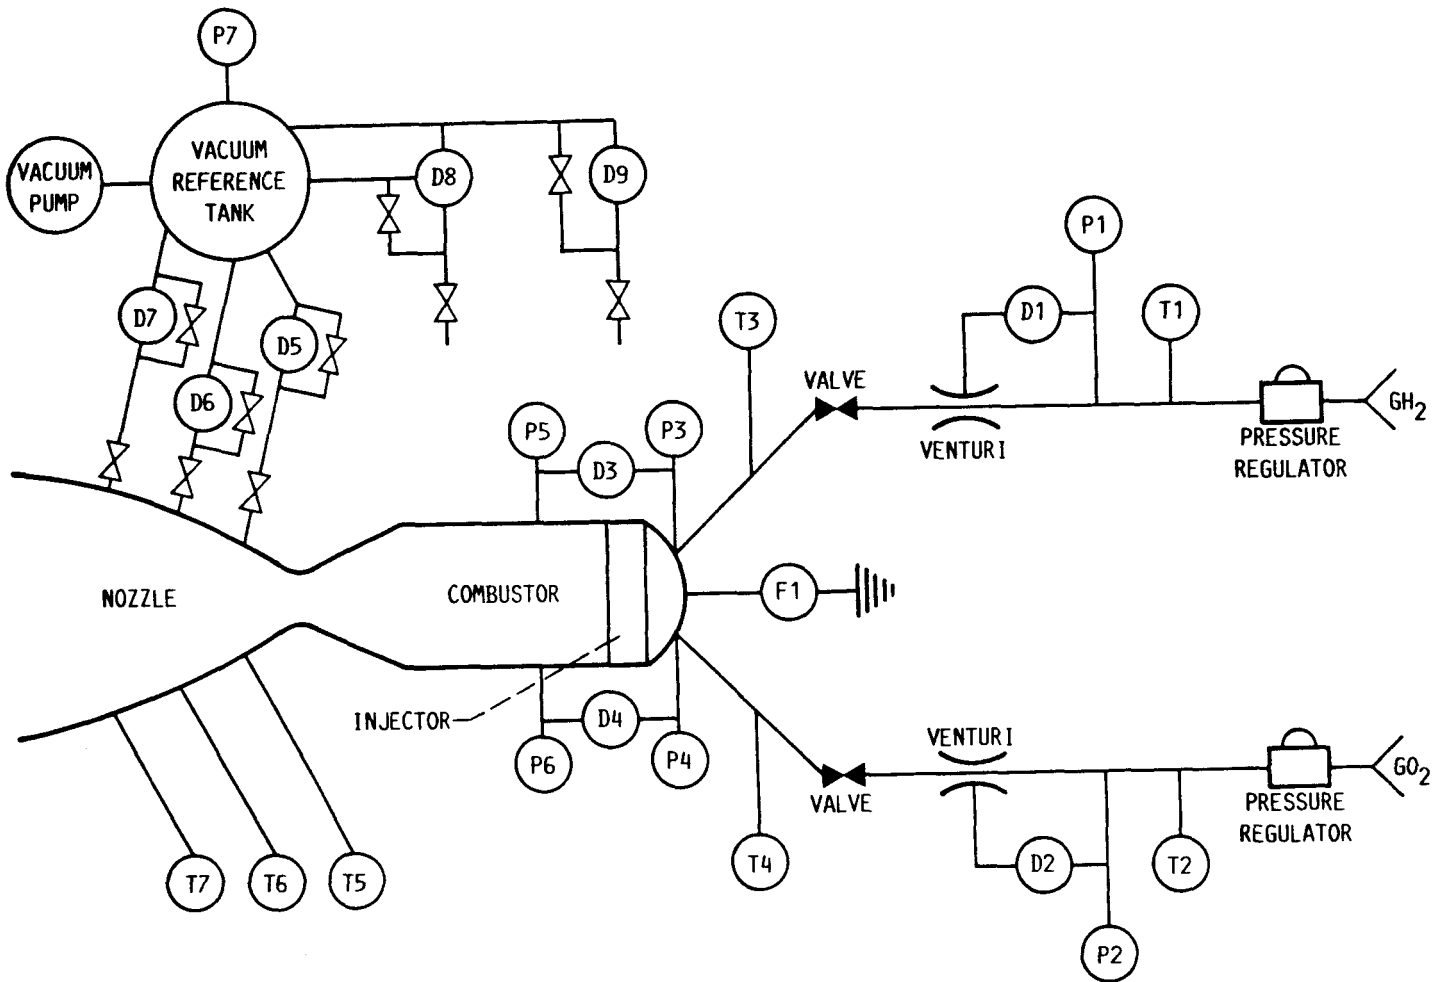 P7
VACUUM
REFERENCE
TANK
VACUUM
PUMP
D8
D9
P1
D7
D5
D6
T3
D1
T1
VALVE
VENTURI
GH2
PRESSURE
REGULATOR
P5
P3
D3
NOZZLE
COMBUSTOR
F1
INJECTOR
D4
P6
P4
VENTURI
VALVE
GO2
PRESSURE
REGULATOR
T7
T6
T5
T4
D2
T2
P2